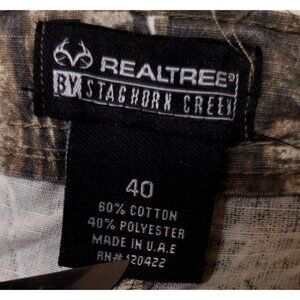 REALTREE®
BY STAGHORN CREEK
40
60% COTTON
40% POLYESTER
MADE IN U.A.E
RN# 120422